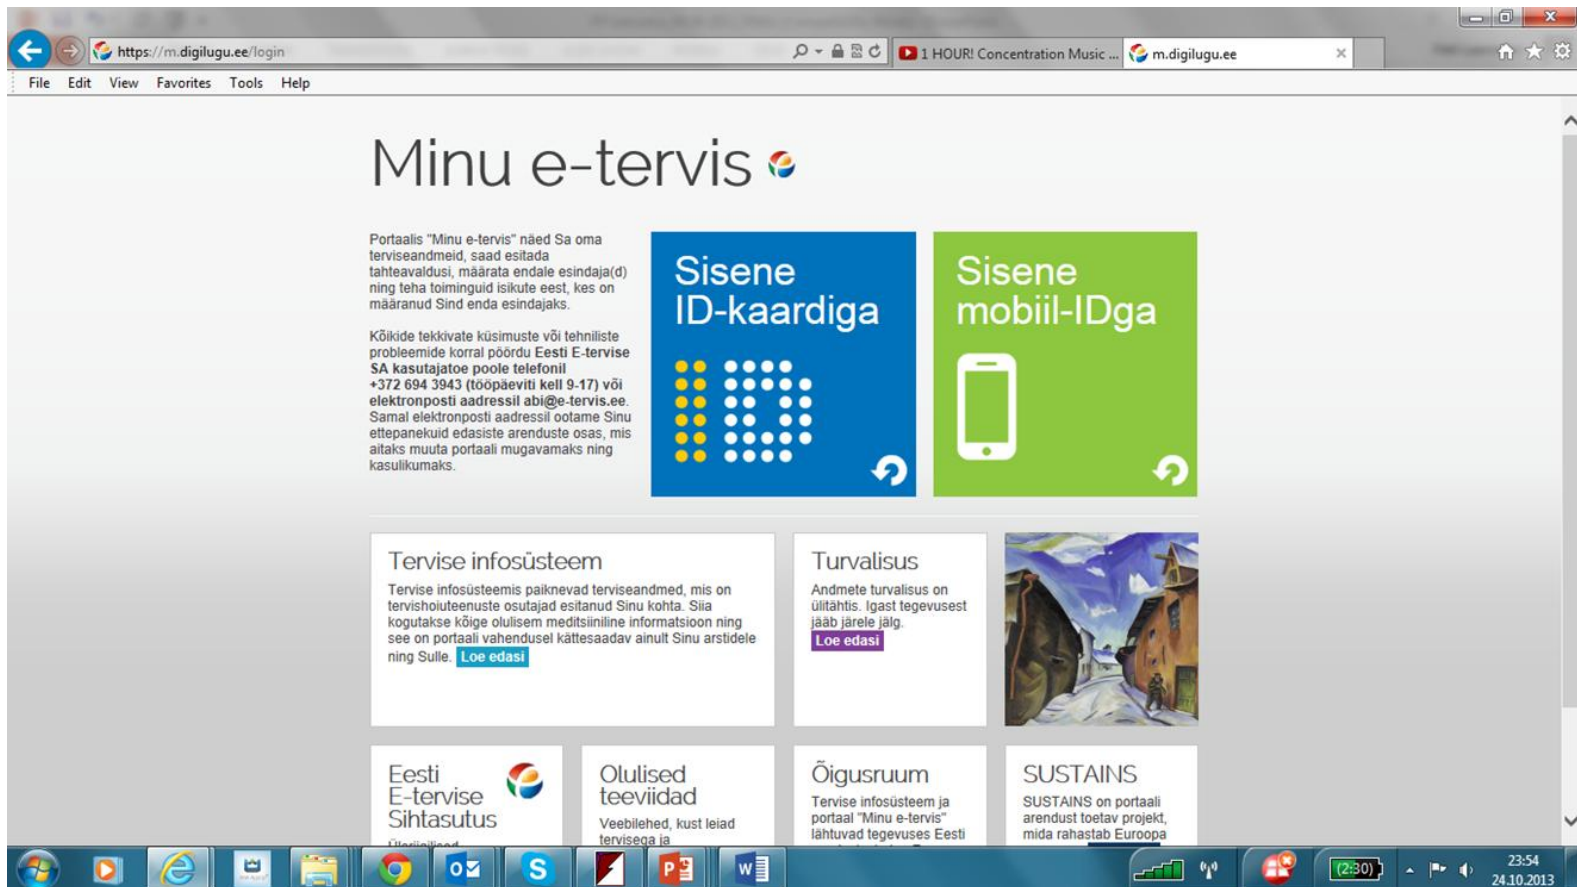 https://m.digilugu.ee/login
1 HOUR! Concentration Music ...
m.digilugu.ee
File Edit View Favorites Tools Help
Minu e-tervis
Portaalis "Minu e-tervis" näed Sa oma
terviseandmeid, saad esitada
tahteavaldusi, määrata endale esindaja(d)
ning teha toiminguid isikute eest, kes on
määranud Sind enda esindajaks.
Kõikide tekkivate küsimuste või tehniliste
probleemide korral pöördu Eesti E-tervise
SA kasutajatoe poole telefonil
+372 694 3943 (tööpäeviti kell 9-17) või
elektronposti aadressil abi@e-tervis.ee.
Samal elektronposti aadressil ootame Sinu
ettepanekuid edasiste arenduste osas, mis
aitaks muuta portaali mugavamaks ning
kasulikumaks.
Sisene
ID-kaardiga
ID
Sisene
mobiil-IDga
Tervise infosüsteem
Tervise infosüsteemis paiknevad terviseandmed, mis on
tervishoiuteenuste osutajad esitanud Sinu kohta. Siia
kogutakse kõige olulisem meditsiiniline informatsioon ning
see on portaali vahendusel kättesaadav ainult Sinu arstidele
ning Sulle. Loe edasi
Turvalisus
Andmete turvalisus on
ülitähtis. Igast tegevusest
jääb järele jälg.
Loe edasi
Eesti
E-tervise
Sihtasutus
Olulised
teeviidad
Veebilehed, kust leiad
tervisega ja
Õigusruum
Tervise infosüsteem ja
portaal "Minu e-tervis"
lähtuvad tegevuses Eesti
SUSTAINS
SUSTAINS on portaali
arendust toetav projekt,
mida rahastab Euroopa
(2:30)
23:54
24.10.2013